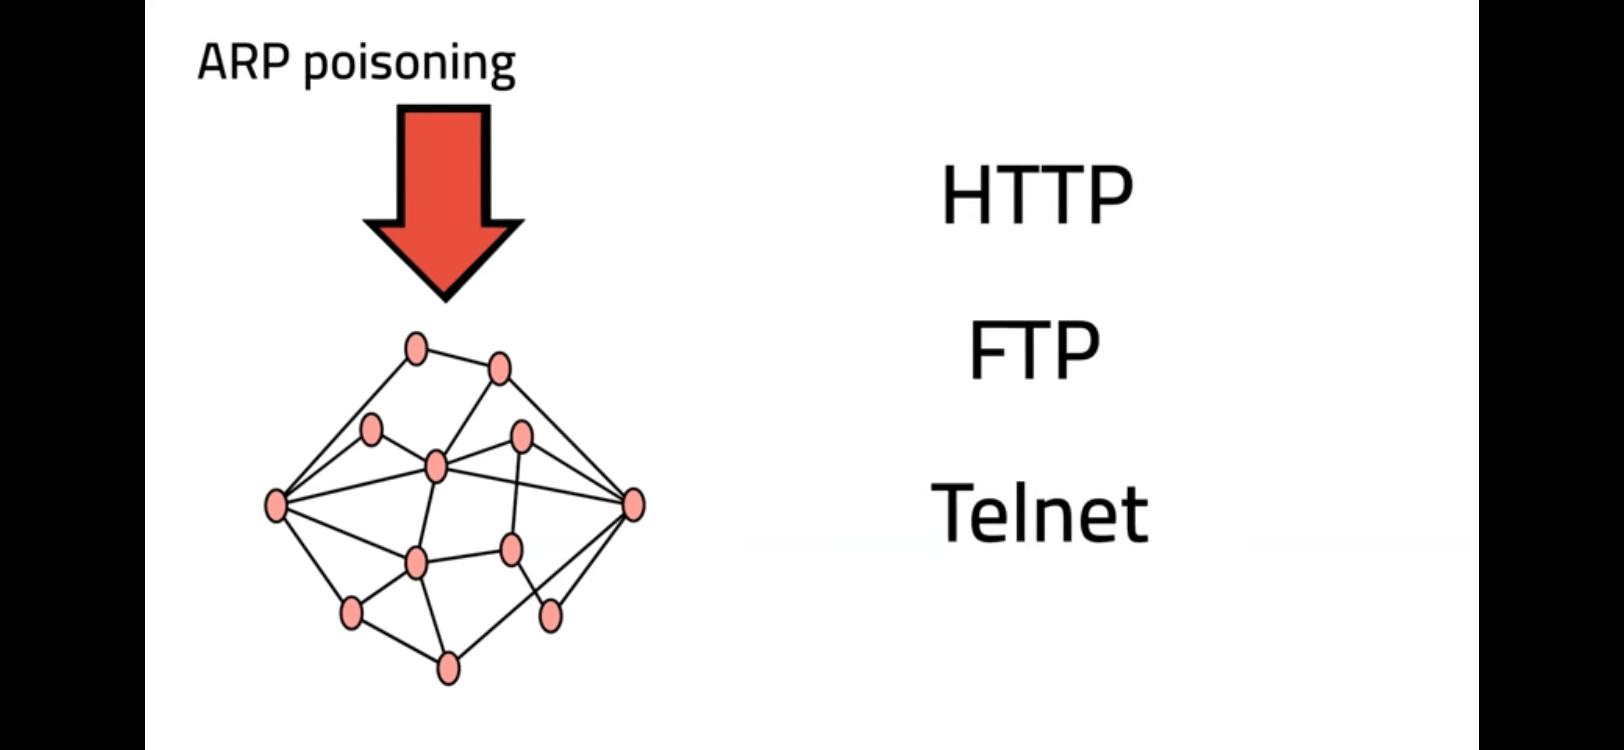 ARP poisoning
HTTP
FTP
Telnet